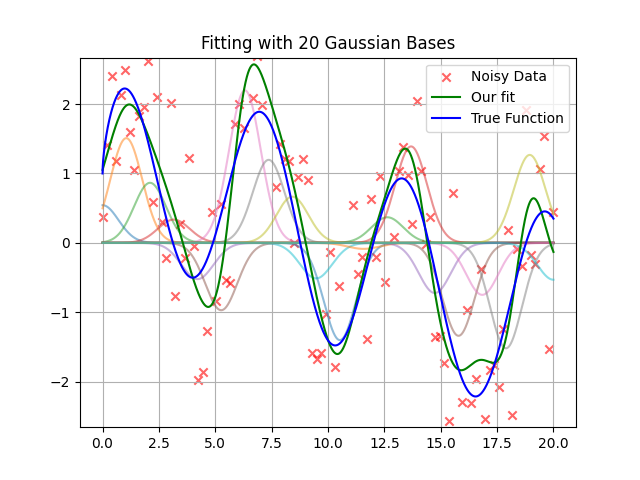 Fitting with 20 Gaussian Bases
Noisy Data
Our fit
True Function
2
1
0
−1
−2
0.0 2.5 5.0 7.5 10.0 12.5 15.0 17.5 20.0